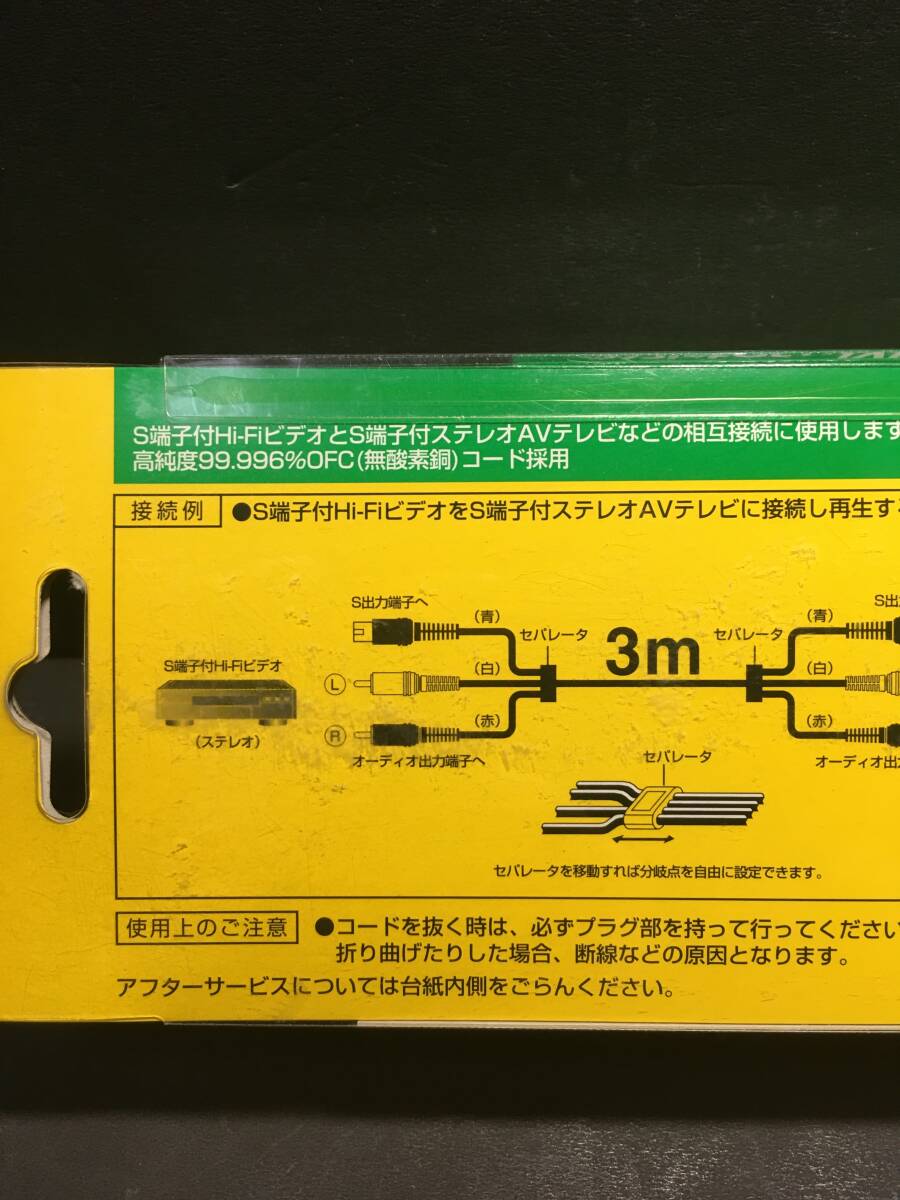 S端子付Hi-FiビデオとS端子付ステレオAVテレビなどの相互接続に使用します
高純度99.996%OFC(無酸素銅)コード採用
接続例 ●S端子付Hi-FiビデオをS端子付ステレオAVテレビに接続し再生する
S出力端子へ
(青)
セパレータ
3m
セパレータ
(青)
S出
S端子付Hi-Fiビデオ
(ステレオ)
L
(白)
(白)
R
(赤)
(赤)
オーディオ出力端子へ
オーディオ出
セパレータ
セパレータを移動すれば分岐点を自由に設定できます。
使用上のご注意 ●コードを抜く時は、必ずプラグ部を持って行ってください
折り曲げたりした場合、断線などの原因となります。
アフターサービスについては台紙内側をごらんください。